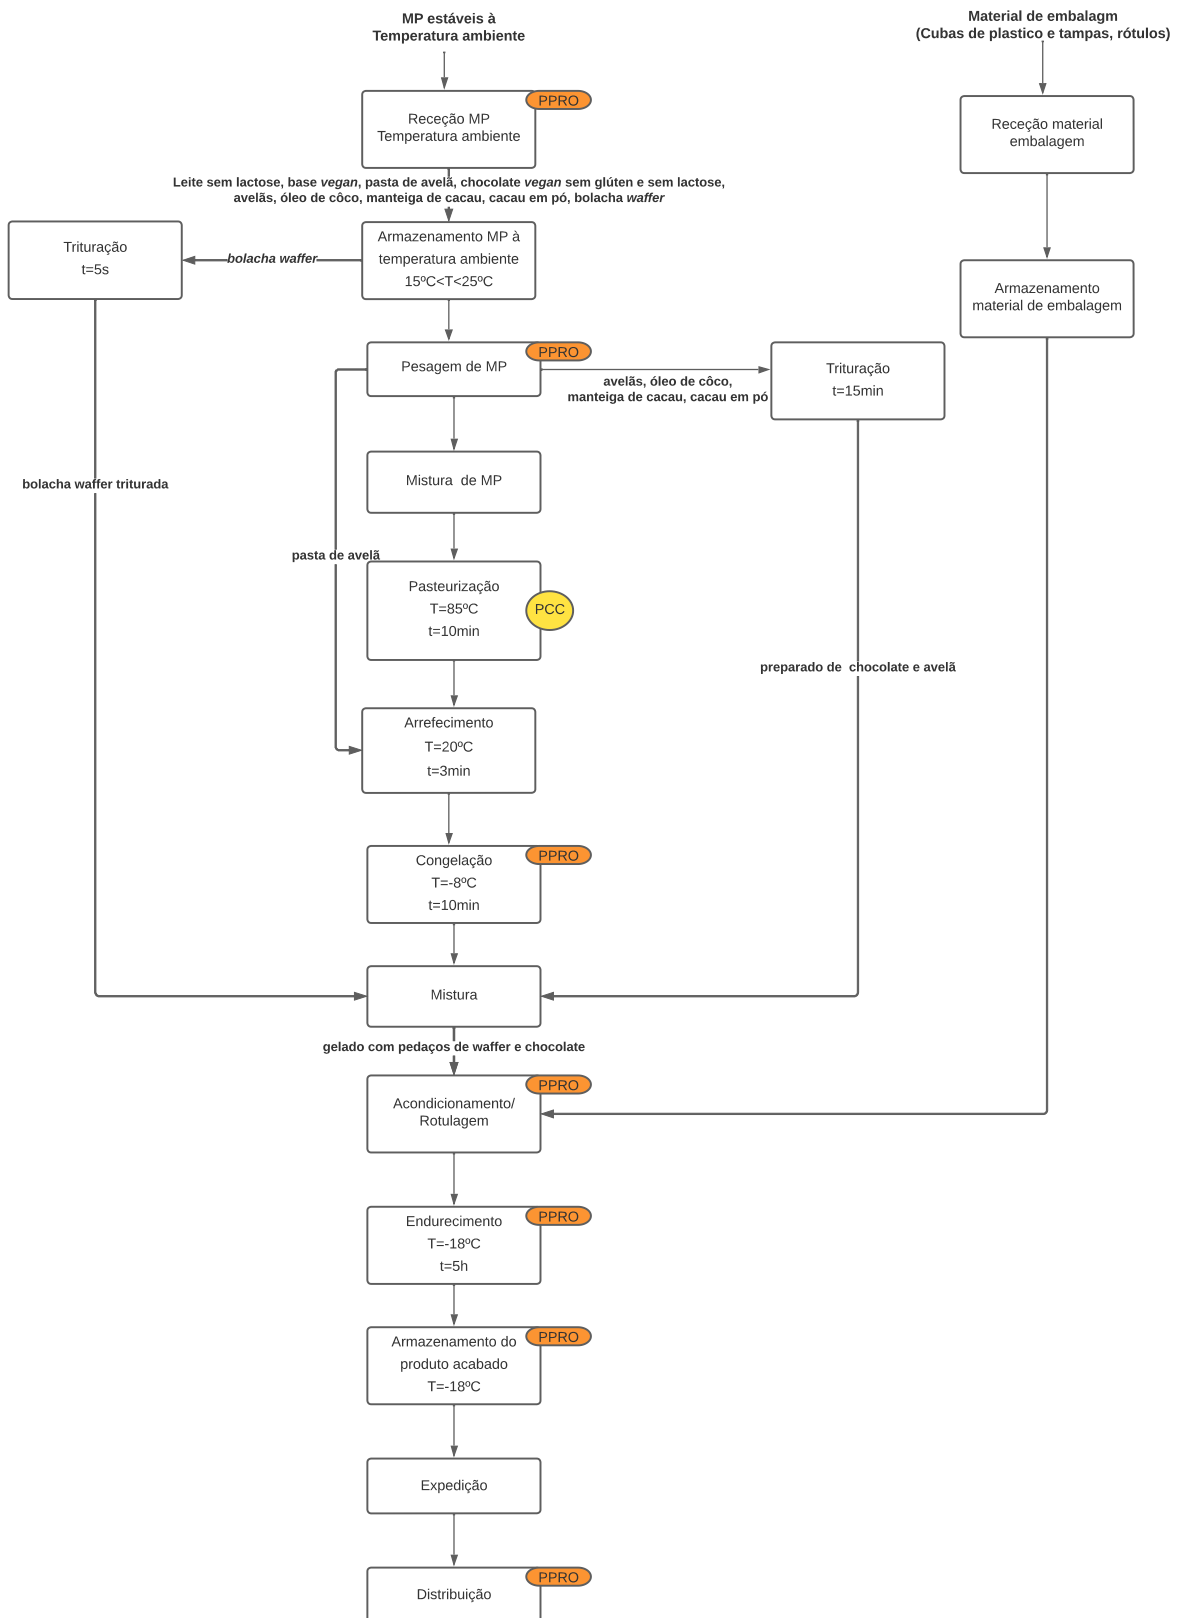 MP estáveis à
Temperatura ambiente
Material de embalagm
(Cubas de plastico e tampas, rótulos)
PPRO
Receção MP
Temperatura ambiente
Receção material
embalagem
Leite sem lactose, base vegan, pasta de avelã, chocolate vegan sem glúten e sem lactose,
avelãs, óleo de côco, manteiga de cacau, cacau em pó, bolacha waffer
Trituração
t=5s
bolacha waffer
Armazenamento MP à
temperatura ambiente
15ºC<T<25ºC
Armazenamento
material de embalagem
PPRO
Pesagem de MP
avelãs, óleo de côco,
manteiga de cacau, cacau em pó
Trituração
t=15min
Mistura  de MP
bolacha waffer triturada
pasta de avelã
Pasteurização
T=85ºC
t=10min
PCC
preparado de  chocolate e avelã
Arrefecimento
T=20ºC
t=3min
PPRO
Congelação
T=-8ºC
t=10min
Mistura
gelado com pedaços de waffer e chocolate
PPRO
Acondicionamento/
Rotulagem
PPRO
Endurecimento
T=-18ºC
t=5h
PPRO
Armazenamento do
produto acabado
T=-18ºC
Expedição
PPRO
Distribuição